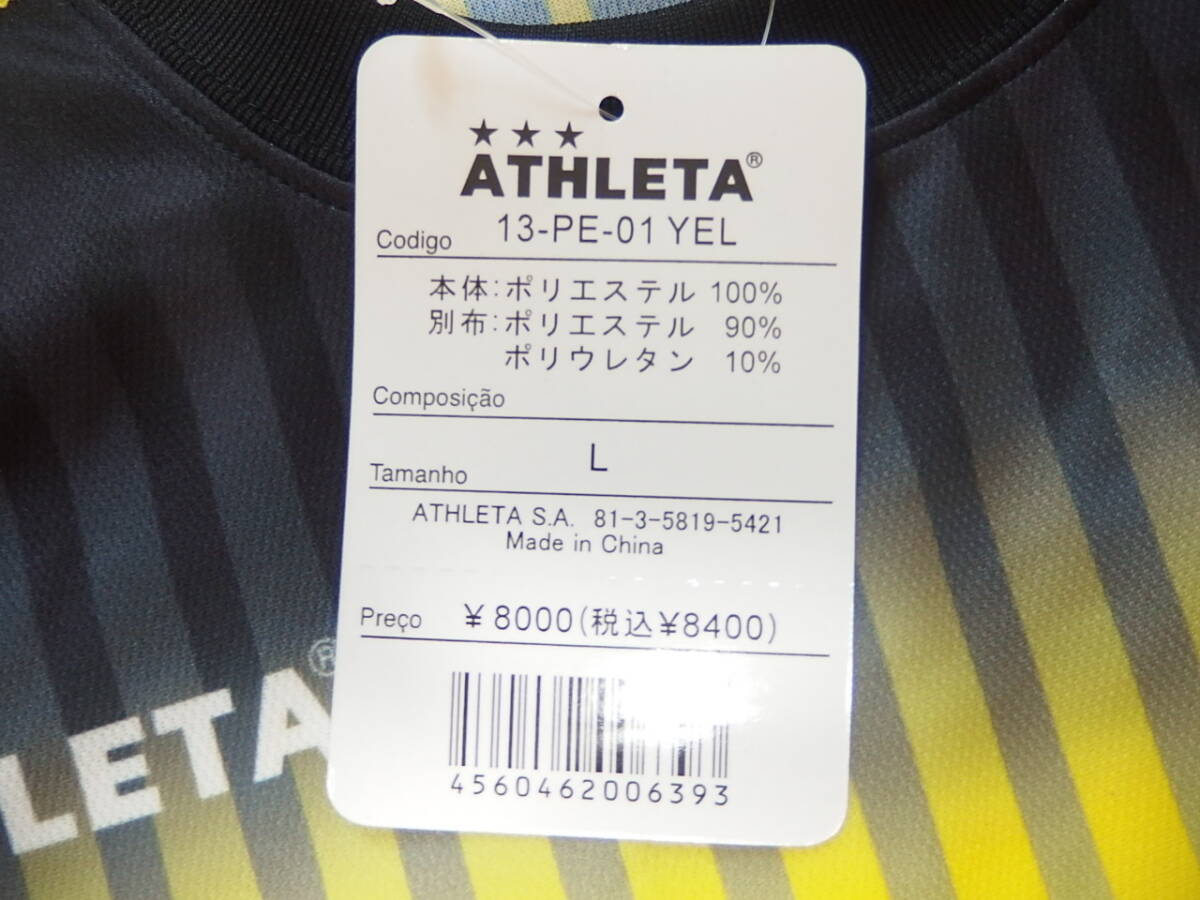 ★★★
ATHLETA®
Codigo 13-PE-01 YEL
本体:ポリエステル 100%
別布:ポリエステル 90%
ポリウレタン 10%
Composição
Tamanho L
ATHLETA S.A. 81-3-5819-5421
Made in China
Preço ¥8000(税込¥8400)
4560462006393
LETA®